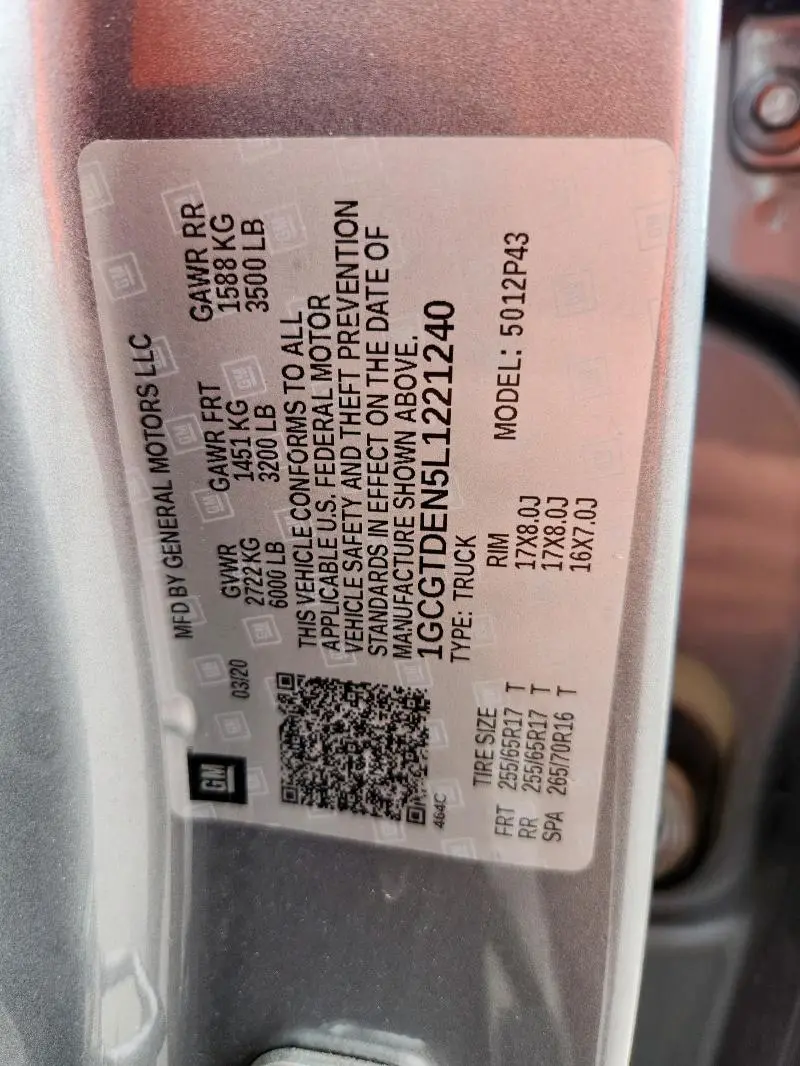 GM
MFD BY GENERAL MOTORS LLC
03/20
GVWR GAWR FRT GAWR RR
2722 KG 1451 KG 1588 KG
6000 LB 3200 LB 3500 LB
THIS VEHICLE CONFORMS TO ALL
APPLICABLE U.S. FEDERAL MOTOR
VEHICLE SAFETY AND THEFT PREVENTION
STANDARDS IN EFFECT ON THE DATE OF
MANUFACTURE SHOWN ABOVE.
1GCGTDEN5L1221240
464C
TYPE: TRUCK
MODEL: 5012P43
TIRE SIZE RIM
FRT 255/65R17 T 17X8.0J
RR 255/65R17 T 17X8.0J
SPA 265/70R16 T 16X7.0J